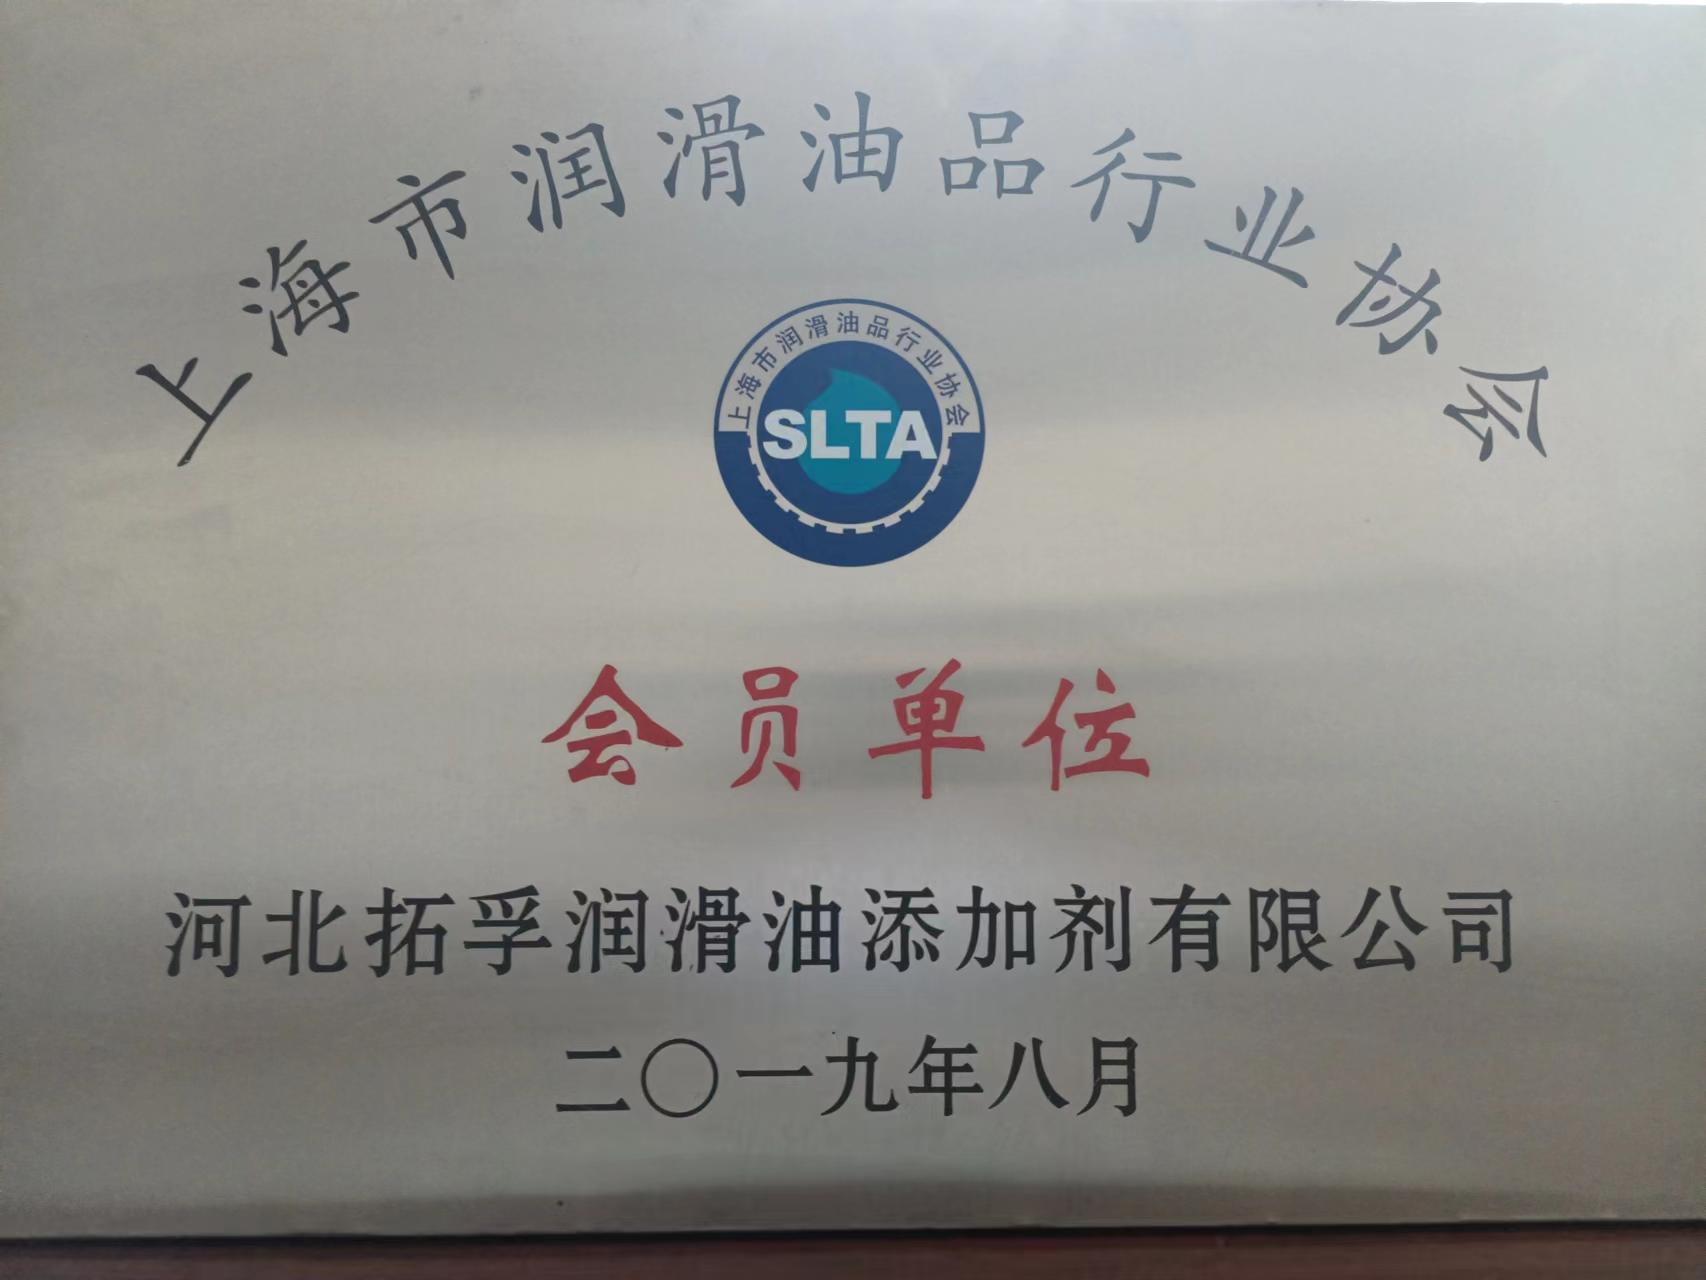 上海市润滑油品行业协会
上海市润滑油品行业协会
SLTA
会员单位
河北拓孚润滑油添加剂有限公司
二〇一九年八月